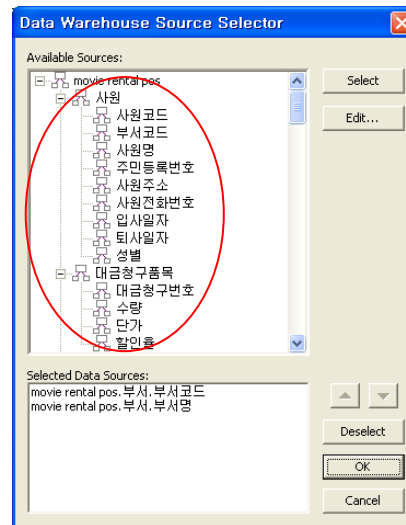 Data Warehouse Source Selector
Available Sources:
movie rental pos
사원
사원코드
부서코드
사원명
주민등록번호
사원주소
사원전화번호
입사일자
퇴사일자
성별
대금청구품목
대금청구번호
수량
단가
할인율
Select
Edit...
Selected Data Sources:
movie rental pos.부서.부서코드
movie rental pos.부서.부서명
Deselect
OK
Cancel